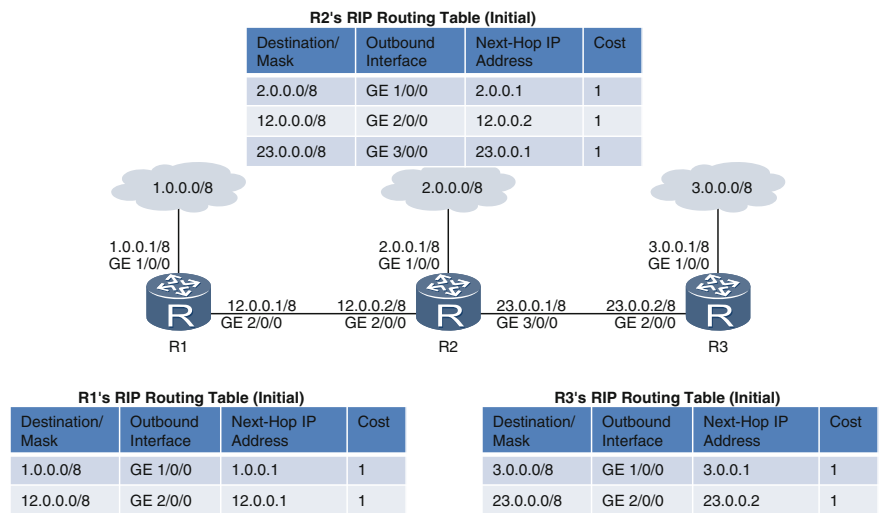 R2's RIP Routing Table (Initial)
Destination/ Outbound Next-Hop IP Cost
Mask Interface Address
2.0.0.0/8 GE 1/0/0 2.0.0.1 1
12.0.0.0/8 GE 2/0/0 12.0.0.2 1
23.0.0.0/8 GE 3/0/0 23.0.0.1 1
1.0.0.0/8 2.0.0.0/8 3.0.0.0/8
1.0.0.1/8 2.0.0.1/8 3.0.0.1/8
GE 1/0/0 GE 1/0/0 GE 1/0/0
12.0.0.1/8 12.0.0.2/8 23.0.0.1/8 23.0.0.2/8
R GE 2/0/0 GE 2/0/0 R GE 3/0/0 GE 2/0/0 R
R1 R2 R3
R1's RIP Routing Table (Initial) R3's RIP Routing Table (Initial)
Destination/ Outbound Next-Hop IP Cost Destination/ Outbound Next-Hop IP Cost
Mask Interface Address Mask Interface Address
1.0.0.0/8 GE 1/0/0 1.0.0.1 1 3.0.0.0/8 GE 1/0/0 3.0.0.1 1
12.0.0.0/8 GE 2/0/0 12.0.0.1 1 23.0.0.0/8 GE 2/0/0 23.0.0.2 1